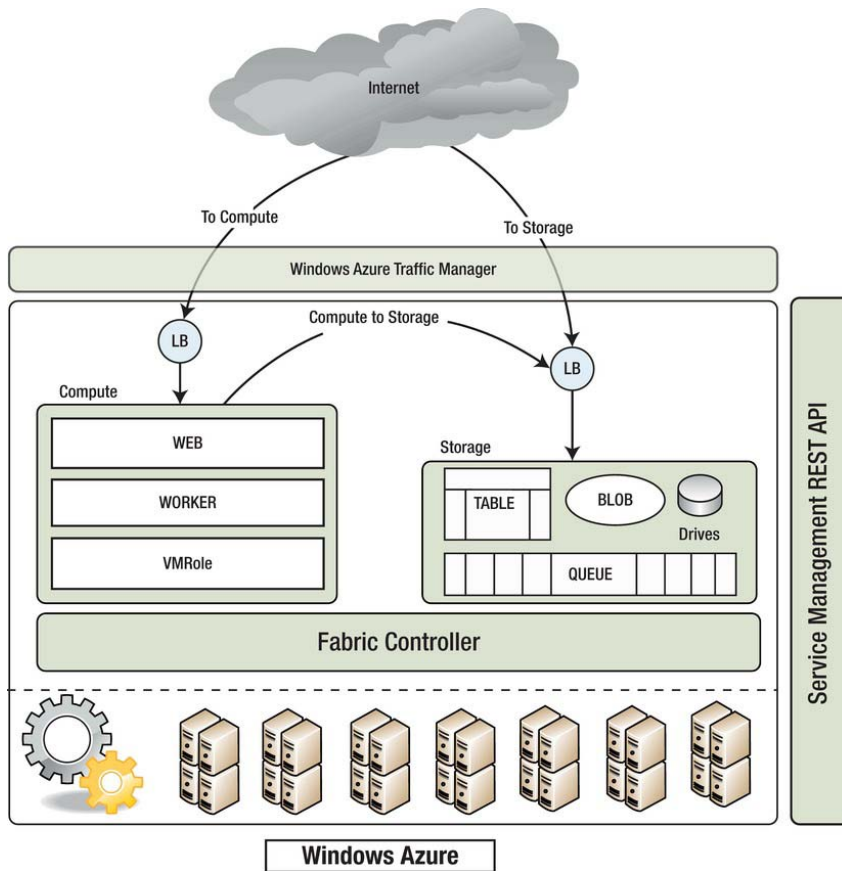 Internet
To Compute
To Storage
Windows Azure Traffic Manager
LB
Compute to Storage
LB
Compute
WEB
WORKER
VMRole
Storage
TABLE
BLOB
Drives
QUEUE
Fabric Controller
Service Management REST API
Windows Azure